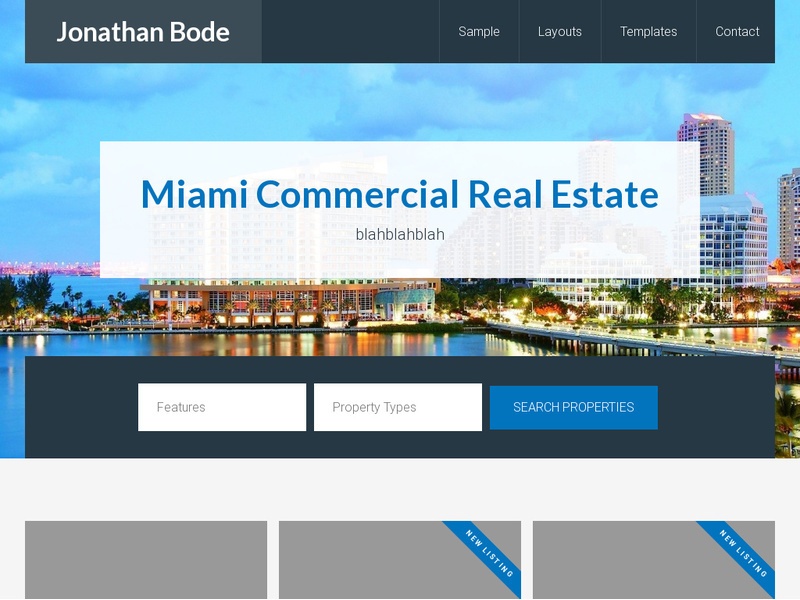 Jonathan Bode
Sample Layouts Templates Contact
Miami Commercial Real Estate
blahblahblah
Features Property Types SEARCH PROPERTIES
NEW LISTING NEW LISTING